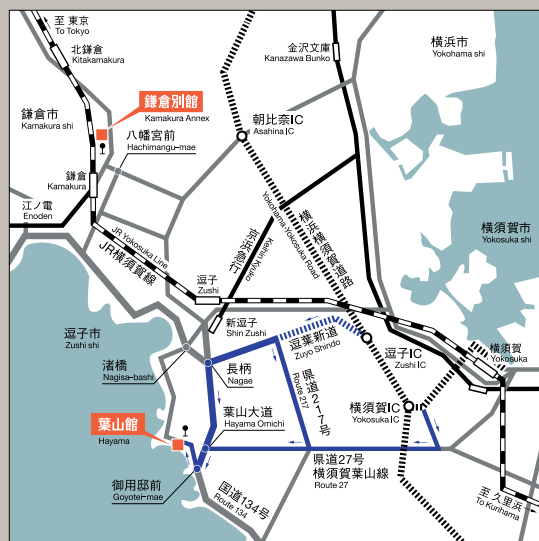 至 東京
To Tokyo
北鎌倉
Kitakamakura
金沢文庫
Kanazawa Bunko
横浜市
Yokohama shi
鎌倉市
Kamakura shi
鎌倉別館
Kamakura Annex
八幡宮前
Hachimangu-mae
朝比奈IC
Asahina IC
鎌倉
Kamakura
江ノ電
Enoden
JR Yokosuka Line
JR横須賀線
京浜急行
Keihin Kyuko
横浜横須賀道路
Yokohama-Yokosuka Road
横須賀市
Yokosuka shi
逗子
Zushi
逗子市
Zushi shi
新逗子
Shin Zushi
逗葉新道
Zuyo Shindo
逗子IC
Zushi IC
横須賀
Yokosuka
渚橋
Nagisa-bashi
長柄
Nagae
県道217号
Route 217
横須賀IC
Yokosuka IC
葉山館
Hayama
葉山大道
Hayama Omichi
御用邸前
Goyotei-mae
国道134号
Route 134
県道27号
横須賀葉山線
Route 27
至 久里浜
To Kurihama